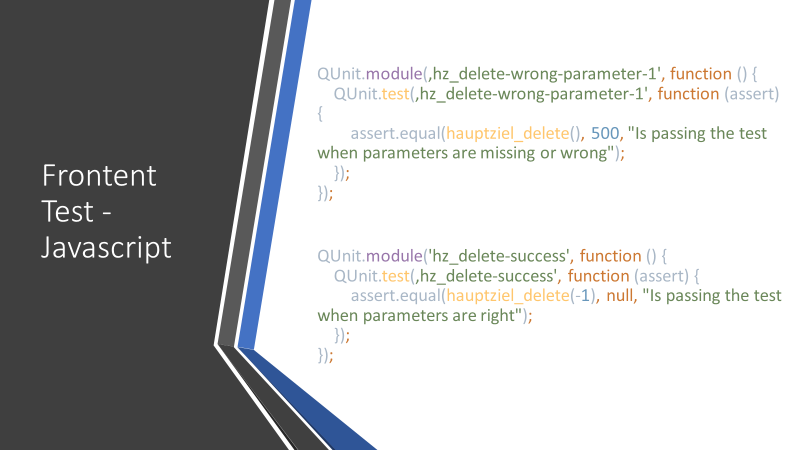 Frontent
Test -
Javascript
QUnit.module(‚hz_delete-wrong-parameter-1', function () {
QUnit.test(‚hz_delete-wrong-parameter-1', function (assert)
{
assert.equal(hauptziel_delete(), 500, "Is passing the test
when parameters are missing or wrong");
});
});
QUnit.module('hz_delete-success', function () {
QUnit.test(‚hz_delete-success', function (assert) {
assert.equal(hauptziel_delete(-1), null, "Is passing the test
when parameters are right");
});
});